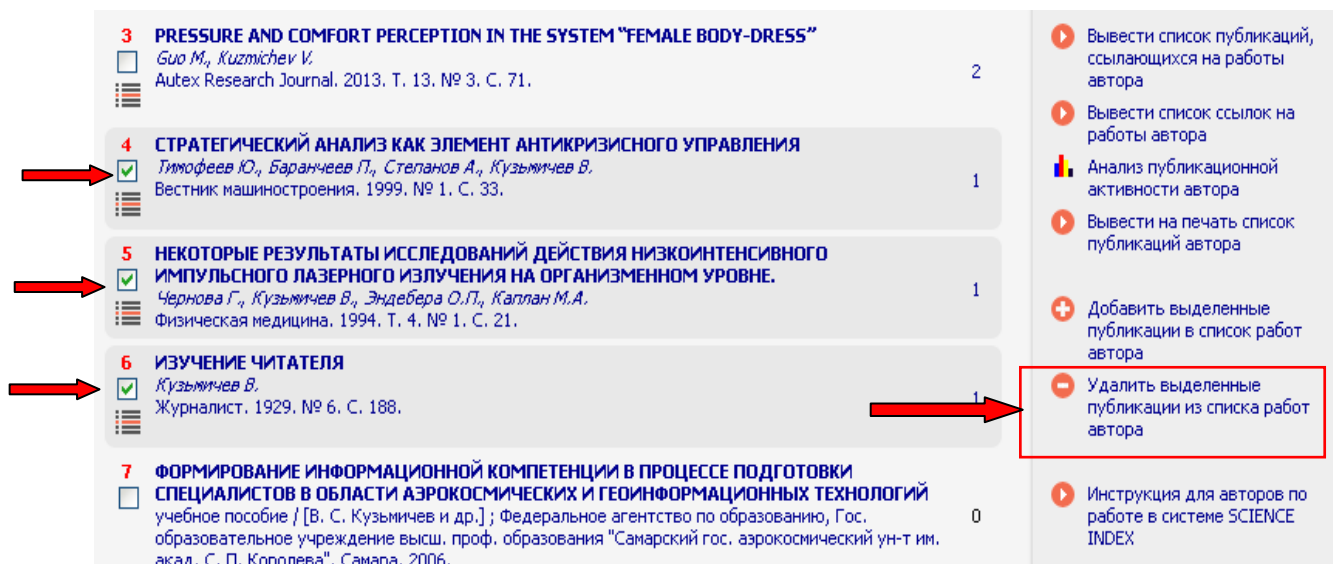 3 PRESSURE AND COMFORT PERCEPTION IN THE SYSTEM "FEMALE BODY-DRESS"
Guo M., Kuzmichev V.
Autex Research Journal. 2013. Т. 13. № 3. С. 71.
2
4 СТРАТЕГИЧЕСКИЙ АНАЛИЗ КАК ЭЛЕМЕНТ АНТИКРИЗИСНОГО УПРАВЛЕНИЯ
Тимофеев Ю., Баранчеев П., Степанов А., Кузьмичев В.
Вестник машиностроения. 1999. № 1. С. 33.
1
5 НЕКОТОРЫЕ РЕЗУЛЬТАТЫ ИССЛЕДОВАНИЙ ДЕЙСТВИЯ НИЗКОИНТЕНСИВНОГО
ИМПУЛЬСНОГО ЛАЗЕРНОГО ИЗЛУЧЕНИЯ НА ОРГАНИЗМЕННОМ УРОВНЕ.
Чернова Г., Кузьмичев В., Эндебера О.П., Каплан М.А.
Физическая медицина. 1994. Т. 4. № 1. С. 21.
1
6 ИЗУЧЕНИЕ ЧИТАТЕЛЯ
Кузьмичев В.
Журналист. 1929. № 6. С. 188.
1
7 ФОРМИРОВАНИЕ ИНФОРМАЦИОННОЙ КОМПЕТЕНЦИИ В ПРОЦЕССЕ ПОДГОТОВКИ
СПЕЦИАЛИСТОВ В ОБЛАСТИ АЭРОКОСМИЧЕСКИХ И ГЕОИНФОРМАЦИОННЫХ ТЕХНОЛОГИЙ
учебное пособие / [В. С. Кузьмичев и др.] ; Федеральное агентство по образованию, Гос.
образовательное учреждение высш. проф. образования "Самарский гос. аэрокосмический ун-т им.
акад. С. П. Королева". Самара, 2006.
0
Вывести список публикаций,
ссылающихся на работы
автора
Вывести список ссылок на
работы автора
Анализ публикационной
активности автора
Вывести на печать список
публикаций автора
Добавить выделенные
публикации в список работ
автора
Удалить выделенные
публикации из списка работ
автора
Инструкция для авторов по
работе в системе SCIENCE
INDEX